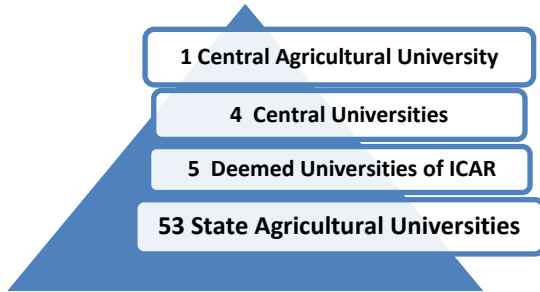 1 Central Agricultural University
4 Central Universities
5 Deemed Universities of ICAR
53 State Agricultural Universities